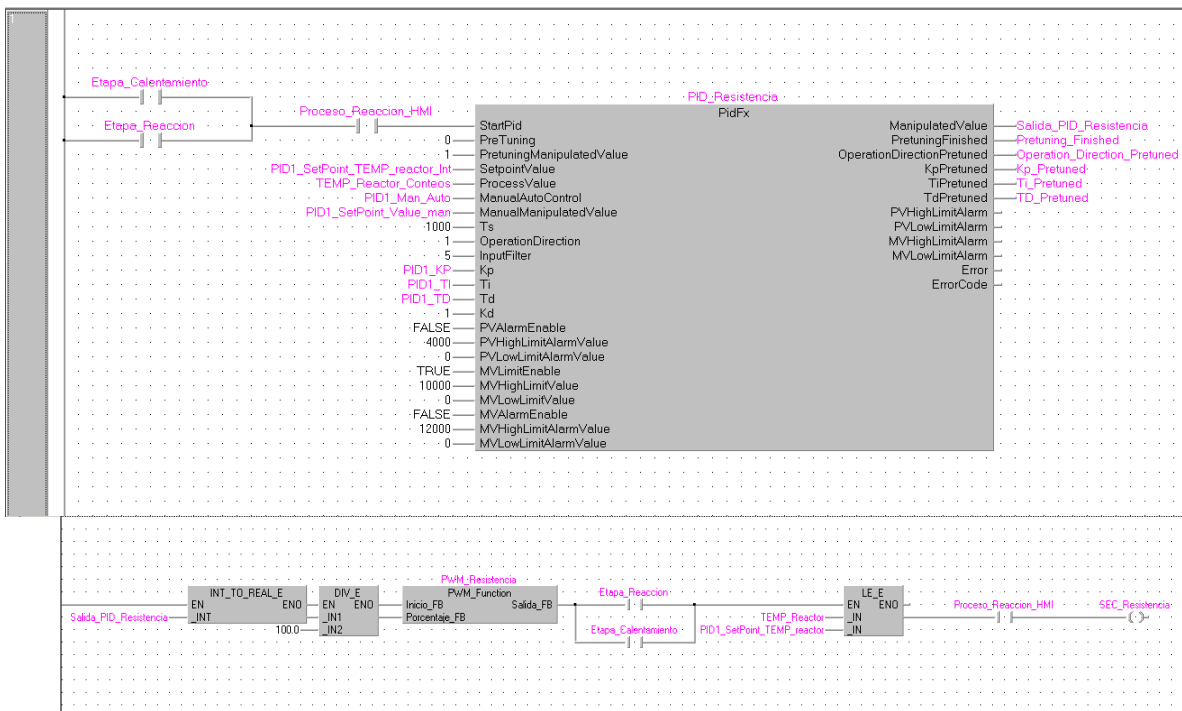 Etapa_Calentamiento
Etapa_Reaccion
Proceso_Reaccion_HMI
PID_Resistencia
PidFx
StartPid
ManipulatedValue
Salida_PID_Resistencia
0
PreTuning
PretuningFinished
Pretuning_Finished
1
PretuningManipulatedValue
OperationDirectionPretuned
Operation_Direction_Pretuned
PID1_SetPoint_TEMP_reactor_Int
SetpointValue
KpPretuned
Kp_Pretuned
TEMP_Reactor_Conteos
ProcessValue
TiPretuned
Ti_Pretuned
PID1_Man_Auto
ManualAutoControl
TdPretuned
TD_Pretuned
PID1_SetPoint_Value_man
ManualManipulatedValue
PVHighLimitAlarm
1000
Ts
PVLowLimitAlarm
1
OperationDirection
MVHighLimitAlarm
5
InputFilter
MVLowLimitAlarm
PID1_KP
Kp
Error
PID1_TI
Ti
ErrorCode
PID1_TD
Td
1
Kd
FALSE
PVAlarmEnable
4000
PVHighLimitAlarmValue
0
PVLowLimitAlarmValue
TRUE
MVLimitEnable
10000
MVHighLimitValue
0
MVLowLimitValue
FALSE
MVAlarmEnable
12000
MVHighLimitAlarmValue
0
MVLowLimitAlarmValue
INT_TO_REAL_E
EN ENO
Salida_PID_Resistencia
_INT
DIV_E
EN ENO
_IN1
100.0
_IN2
PWM_Resistencia
PWM_Function
Inicio_FB Salida_FB
Porcentaje_FB
Etapa_Reaccion
Etapa_Calentamiento
LE_E
EN ENO
TEMP_Reactor
_IN
PID1_SetPoint_TEMP_reactor
_IN
Proceso_Reaccion_HMI
SEC_Resistencia